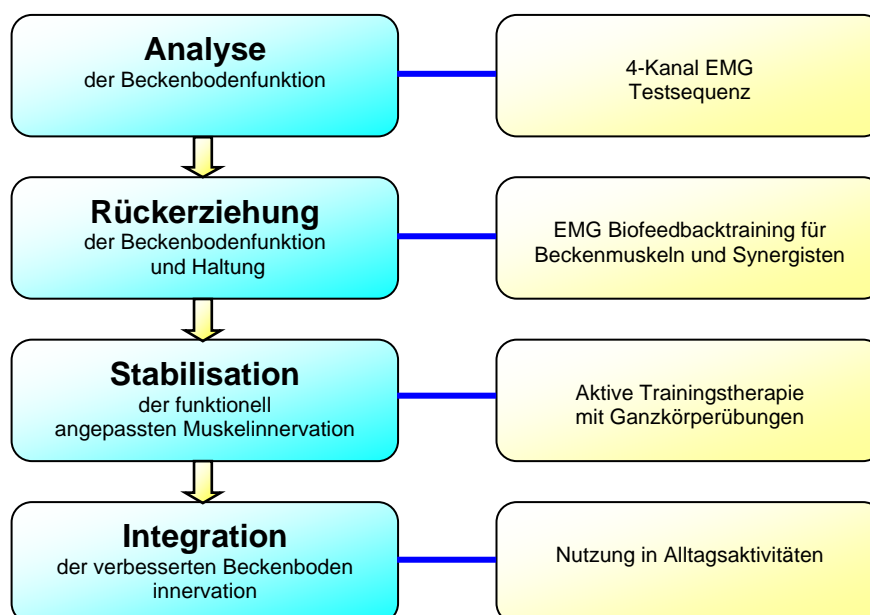 Analyse
der Beckenbodenfunktion
4-Kanal EMG
Testsequenz
Rückerziehung
der Beckenbodenfunktion
und Haltung
EMG Biofeedbacktraining für
Beckenmuskeln und Synergisten
Stabilisation
der funktionell
angepassten Muskelinnervation
Aktive Trainingstherapie
mit Ganzkörperübungen
Integration
der verbesserten Beckenboden
innervation
Nutzung in Alltagsaktivitäten